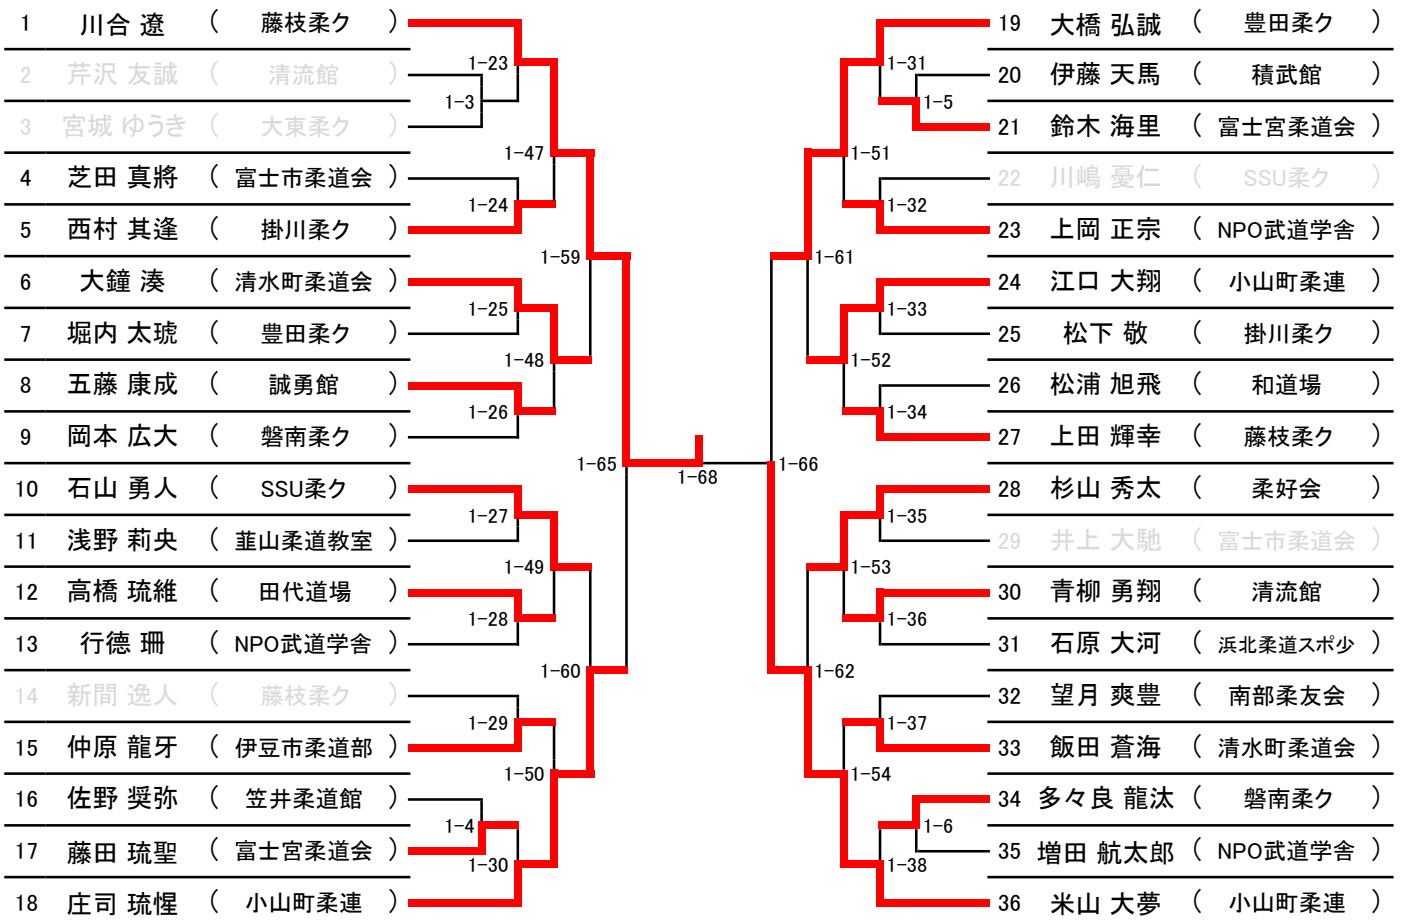 1 川合 遼 ( 藤枝柔ク )
2 芹沢 友誠 ( 清流館 )
3 宮城 ゆうき ( 大東柔ク )
4 芝田 真將 ( 富士市柔道会 )
5 西村 其逢 ( 掛川柔ク )
6 大鐘 湊 ( 清水町柔道会 )
7 堀内 太琥 ( 豊田柔ク )
8 五藤 康成 ( 誠勇館 )
9 岡本 広大 ( 磐南柔ク )
10 石山 勇人 ( SSU柔ク )
11 浅野 莉央 ( 韮山柔道教室 )
12 高橋 琉維 ( 田代道場 )
13 行德 珊 ( NPO武道学舎 )
14 新間 逸人 ( 藤枝柔ク )
15 仲原 龍牙 ( 伊豆市柔道部 )
16 佐野 奨弥 ( 笠井柔道館 )
17 藤田 琉聖 ( 富士宮柔道会 )
18 庄司 琉惺 ( 小山町柔連 )
1-23
1-3
1-47
1-24
1-59
1-25
1-48
1-26
1-65
1-27
1-49
1-28
1-60
1-29
1-50
1-4
1-30
1-68
1-31
1-5
1-51
1-32
1-61
1-33
1-52
1-34
1-66
1-35
1-53
1-36
1-62
1-37
1-54
1-6
1-38
19 大橋 弘誠 ( 豊田柔ク )
20 伊藤 天馬 ( 積武館 )
21 鈴木 海里 ( 富士宮柔道会 )
22 川嶋 憂仁 ( SSU柔ク )
23 上岡 正宗 ( NPO武道学舎 )
24 江口 大翔 ( 小山町柔連 )
25 松下 敬 ( 掛川柔ク )
26 松浦 旭飛 ( 和道場 )
27 上田 輝幸 ( 藤枝柔ク )
28 杉山 秀太 ( 柔好会 )
29 井上 大馳 ( 富士市柔道会 )
30 青柳 勇翔 ( 清流館 )
31 石原 大河 ( 浜北柔道スポ少 )
32 望月 爽豊 ( 南部柔友会 )
33 飯田 蒼海 ( 清水町柔道会 )
34 多々良 龍汰 ( 磐南柔ク )
35 増田 航太郎 ( NPO武道学舎 )
36 米山 大夢 ( 小山町柔連 )